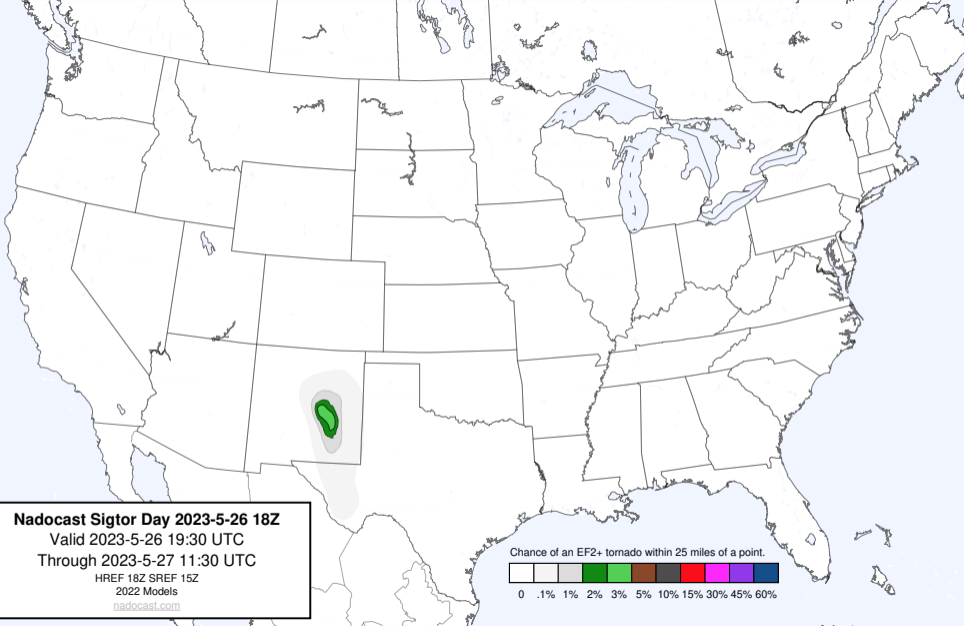 Nadocast Sigtor Day 2023-5-26 18Z
Valid 2023-5-26 19:30 UTC
Through 2023-5-27 11:30 UTC
HREF 18Z SREF 15Z
2022 Models
nadocast.com
Chance of an EF2+ tornado within 25 miles of a point.
0 .1% 1% 2% 3% 5% 10% 15% 30% 45% 60%